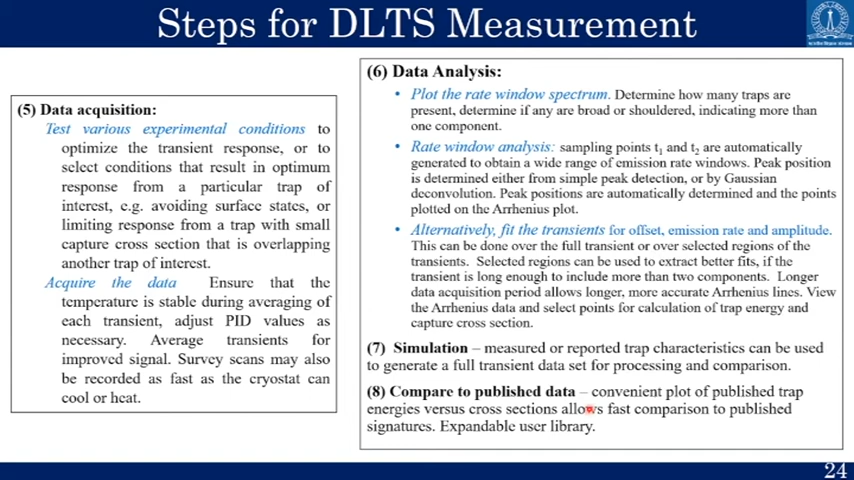 Steps for DLTS Measurement
(5) Data acquisition:
Test various experimental conditions to
optimize the transient response, or to
select conditions that result in optimum
response from a particular trap of
interest, e.g. avoiding surface states, or
limiting response from a trap with small
capture cross section that is overlapping
another trap of interest.
Acquire the data Ensure that the
temperature is stable during averaging of
each transient, adjust PID values as
necessary. Average transients for
improved signal. Survey scans may also
be recorded as fast as the cryostat can
cool or heat.
(6) Data Analysis:
• Plot the rate window spectrum. Determine how many traps are
present, determine if any are broad or shouldered, indicating more than
one component.
• Rate window analysis: sampling points t₁ and t₂ are automatically
generated to obtain a wide range of emission rate windows. Peak position
is determined either from simple peak detection, or by Gaussian
deconvolution. Peak positions are automatically determined and the points
plotted on the Arrhenius plot.
• Alternatively, fit the transients for offset, emission rate and amplitude.
This can be done over the full transient or over selected regions of the
transients. Selected regions can be used to extract better fits, if the
transient is long enough to include more than two components. Longer
data acquisition period allows longer, more accurate Arrhenius lines. View
the Arrhenius data and select points for calculation of trap energy and
capture cross section.
(7) Simulation – measured or reported trap characteristics can be used
to generate a full transient data set for processing and comparison.
(8) Compare to published data – convenient plot of published trap
energies versus cross sections allows fast comparison to published
signatures. Expandable user library.
24